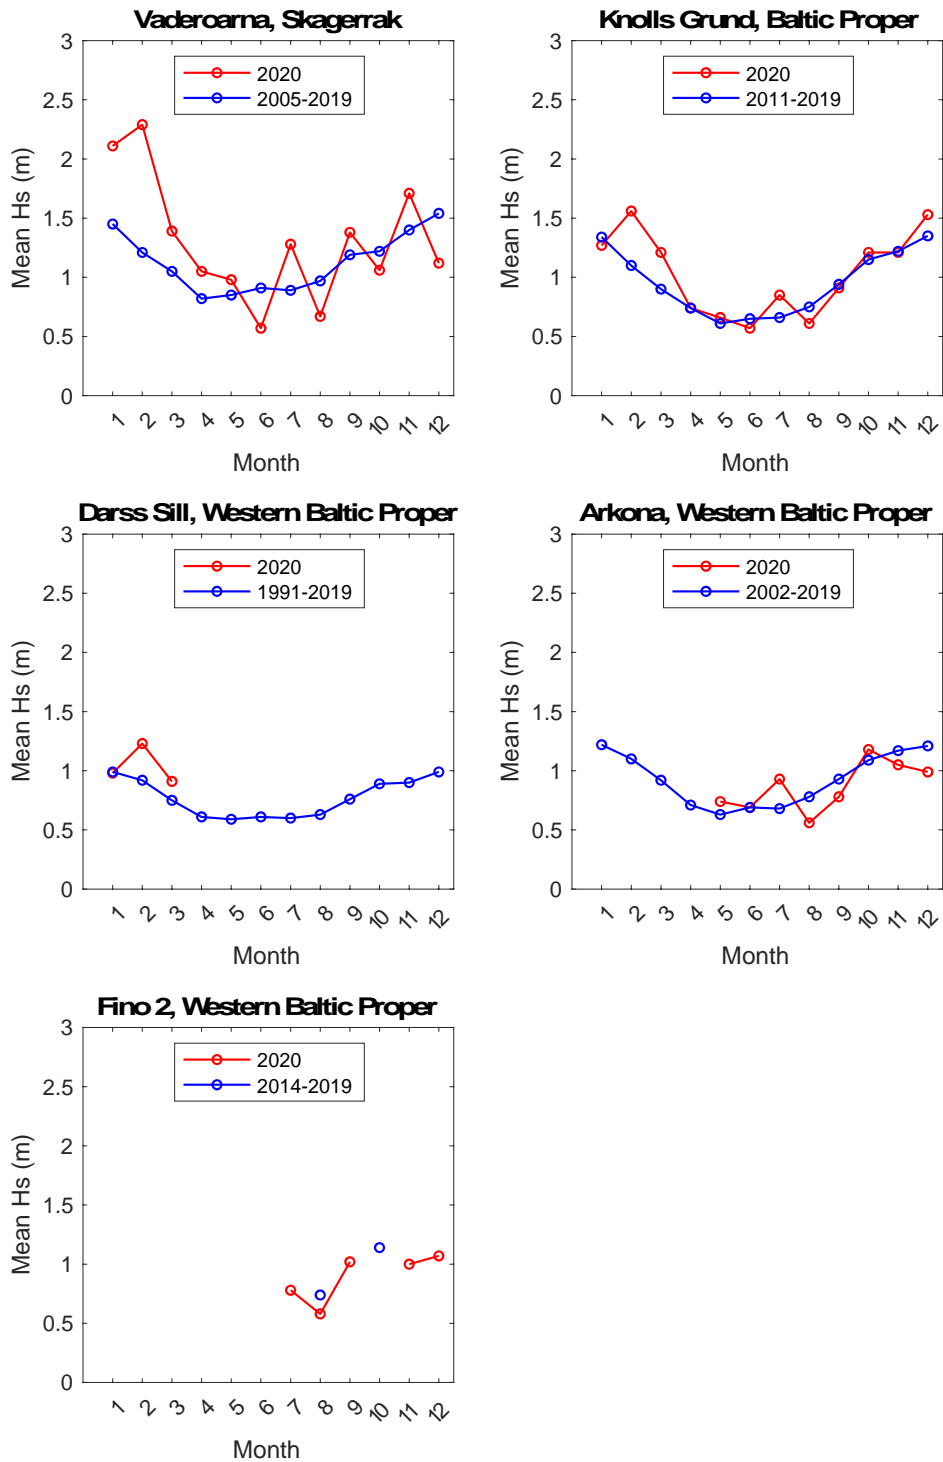 Vaderoarna, Skagerrak
3
2020
2005-2019
2.5
2
1.5
1
0.5
0
Mean Hs (m)
1 2 3 4 5 6 7 8 9 10 11 12
Month
Knolls Grund, Baltic Proper
3
2020
2011-2019
2.5
2
1.5
1
0.5
0
Mean Hs (m)
1 2 3 4 5 6 7 8 9 10 11 12
Month
Darss Sill, Western Baltic Proper
3
2020
1991-2019
2.5
2
1.5
1
0.5
0
Mean Hs (m)
1 2 3 4 5 6 7 8 9 10 11 12
Month
Arkona, Western Baltic Proper
3
2020
2002-2019
2.5
2
1.5
1
0.5
0
Mean Hs (m)
1 2 3 4 5 6 7 8 9 10 11 12
Month
Fino 2, Western Baltic Proper
3
2020
2014-2019
2.5
2
1.5
1
0.5
0
Mean Hs (m)
1 2 3 4 5 6 7 8 9 10 11 12
Month